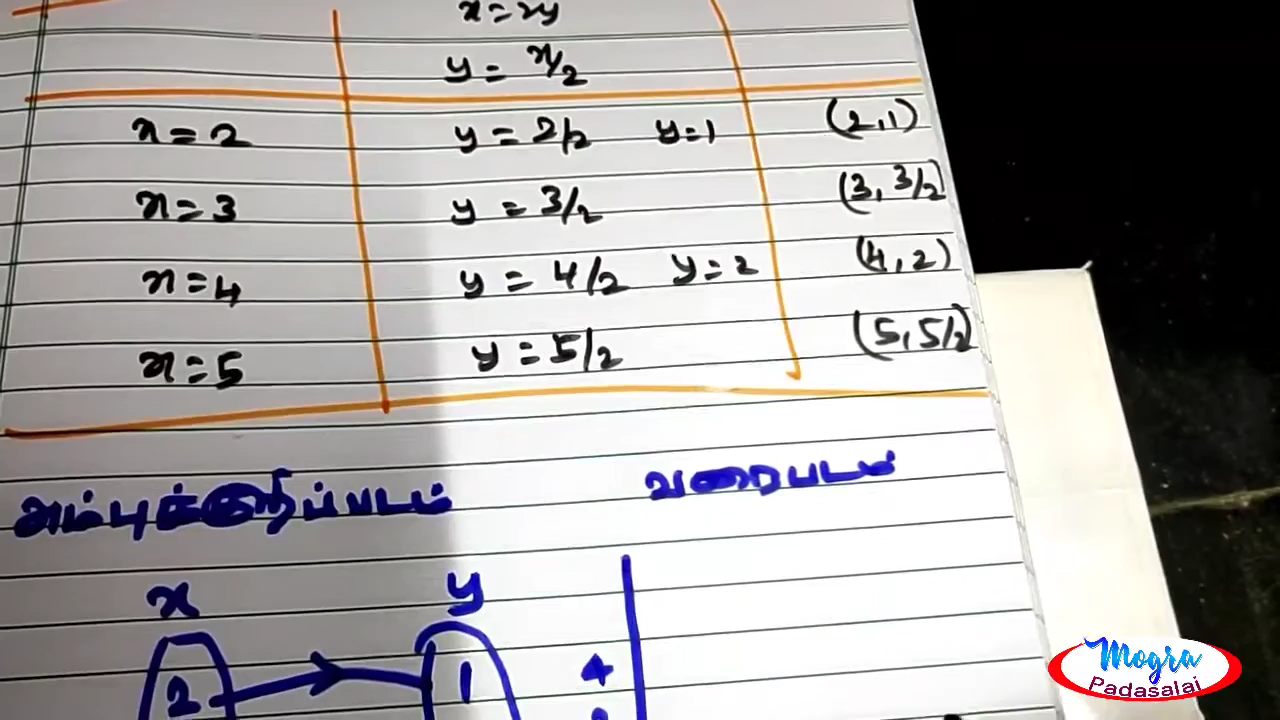 x=2y
y = x/2
x=2 y = 2/2 y=1 (2,1)
x=3 y = 3/2 (3, 3/2)
x=4 y = 4/2 y=2 (4,2)
x=5 y = 5/2 (5, 5/2)
அம்புக்குறிப்படம் வரைபடம்
x y
2 1 4
Mogra
Padasalai